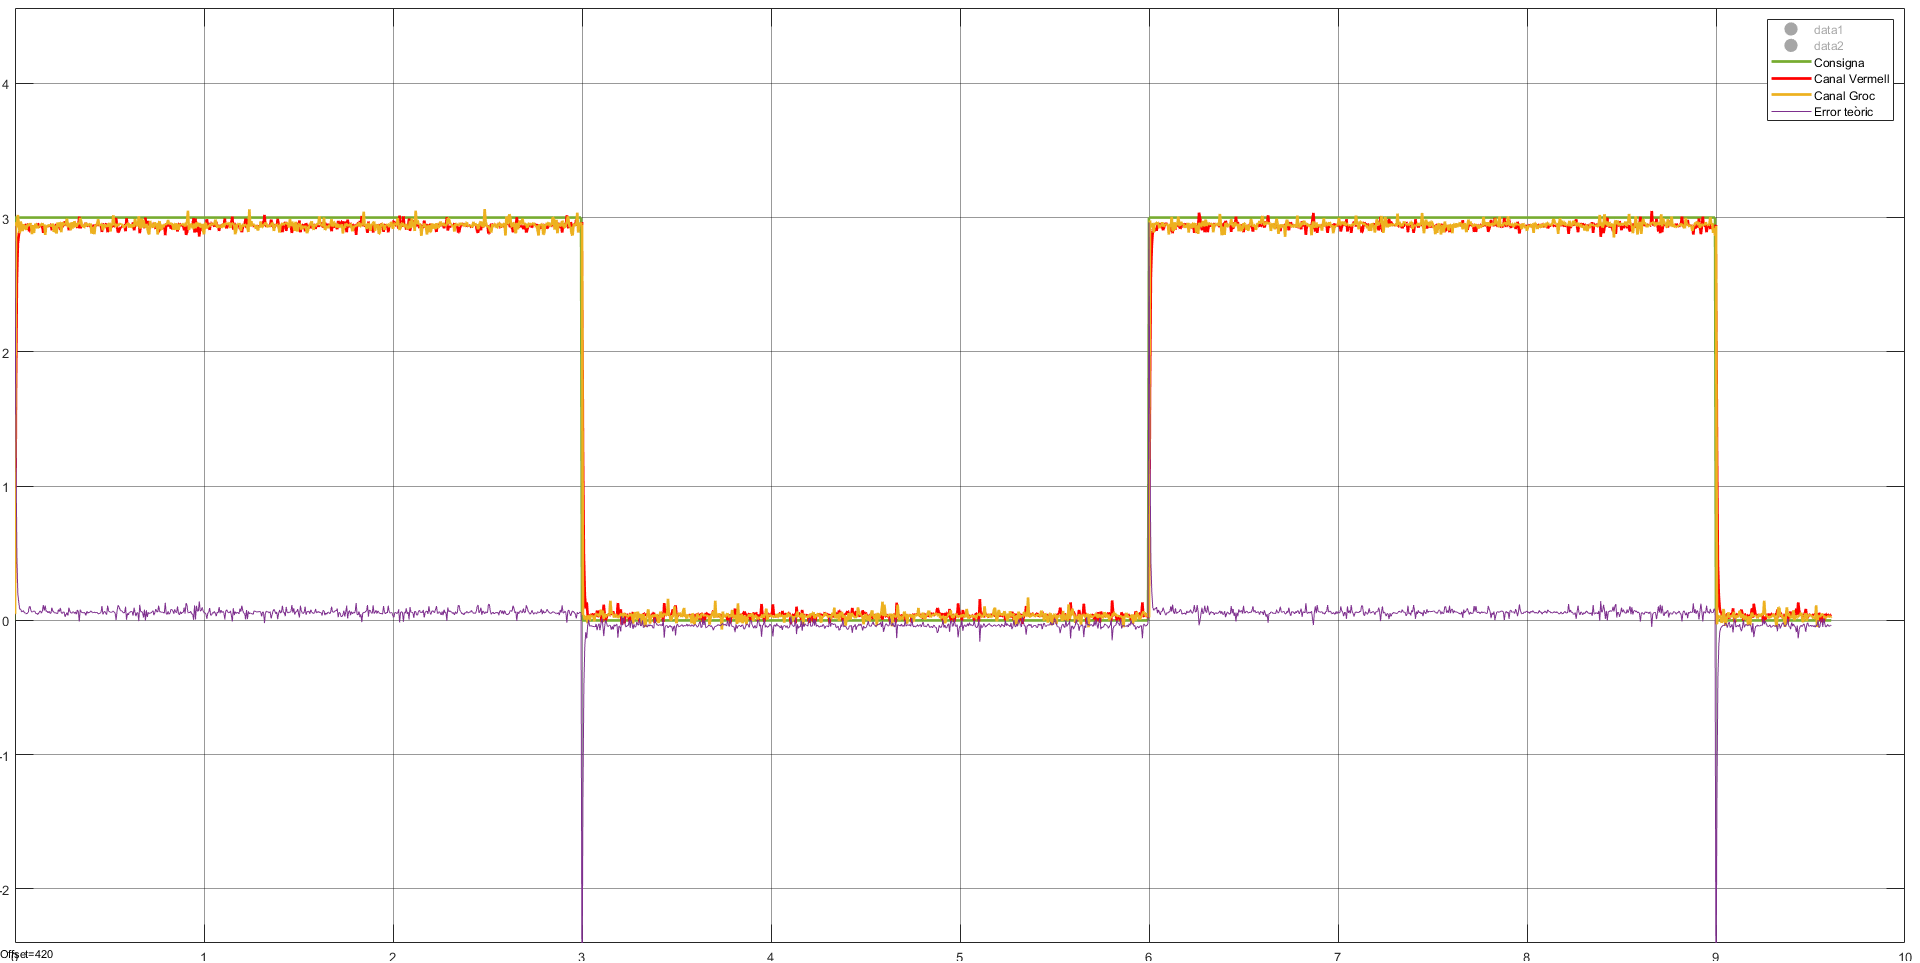 data1
data2
Consigna
Canal Vermell
Canal Groc
Error teòric
4
3
2
1
0
-1
-2
Offset=420
0 1 2 3 4 5 6 7 8 9 10